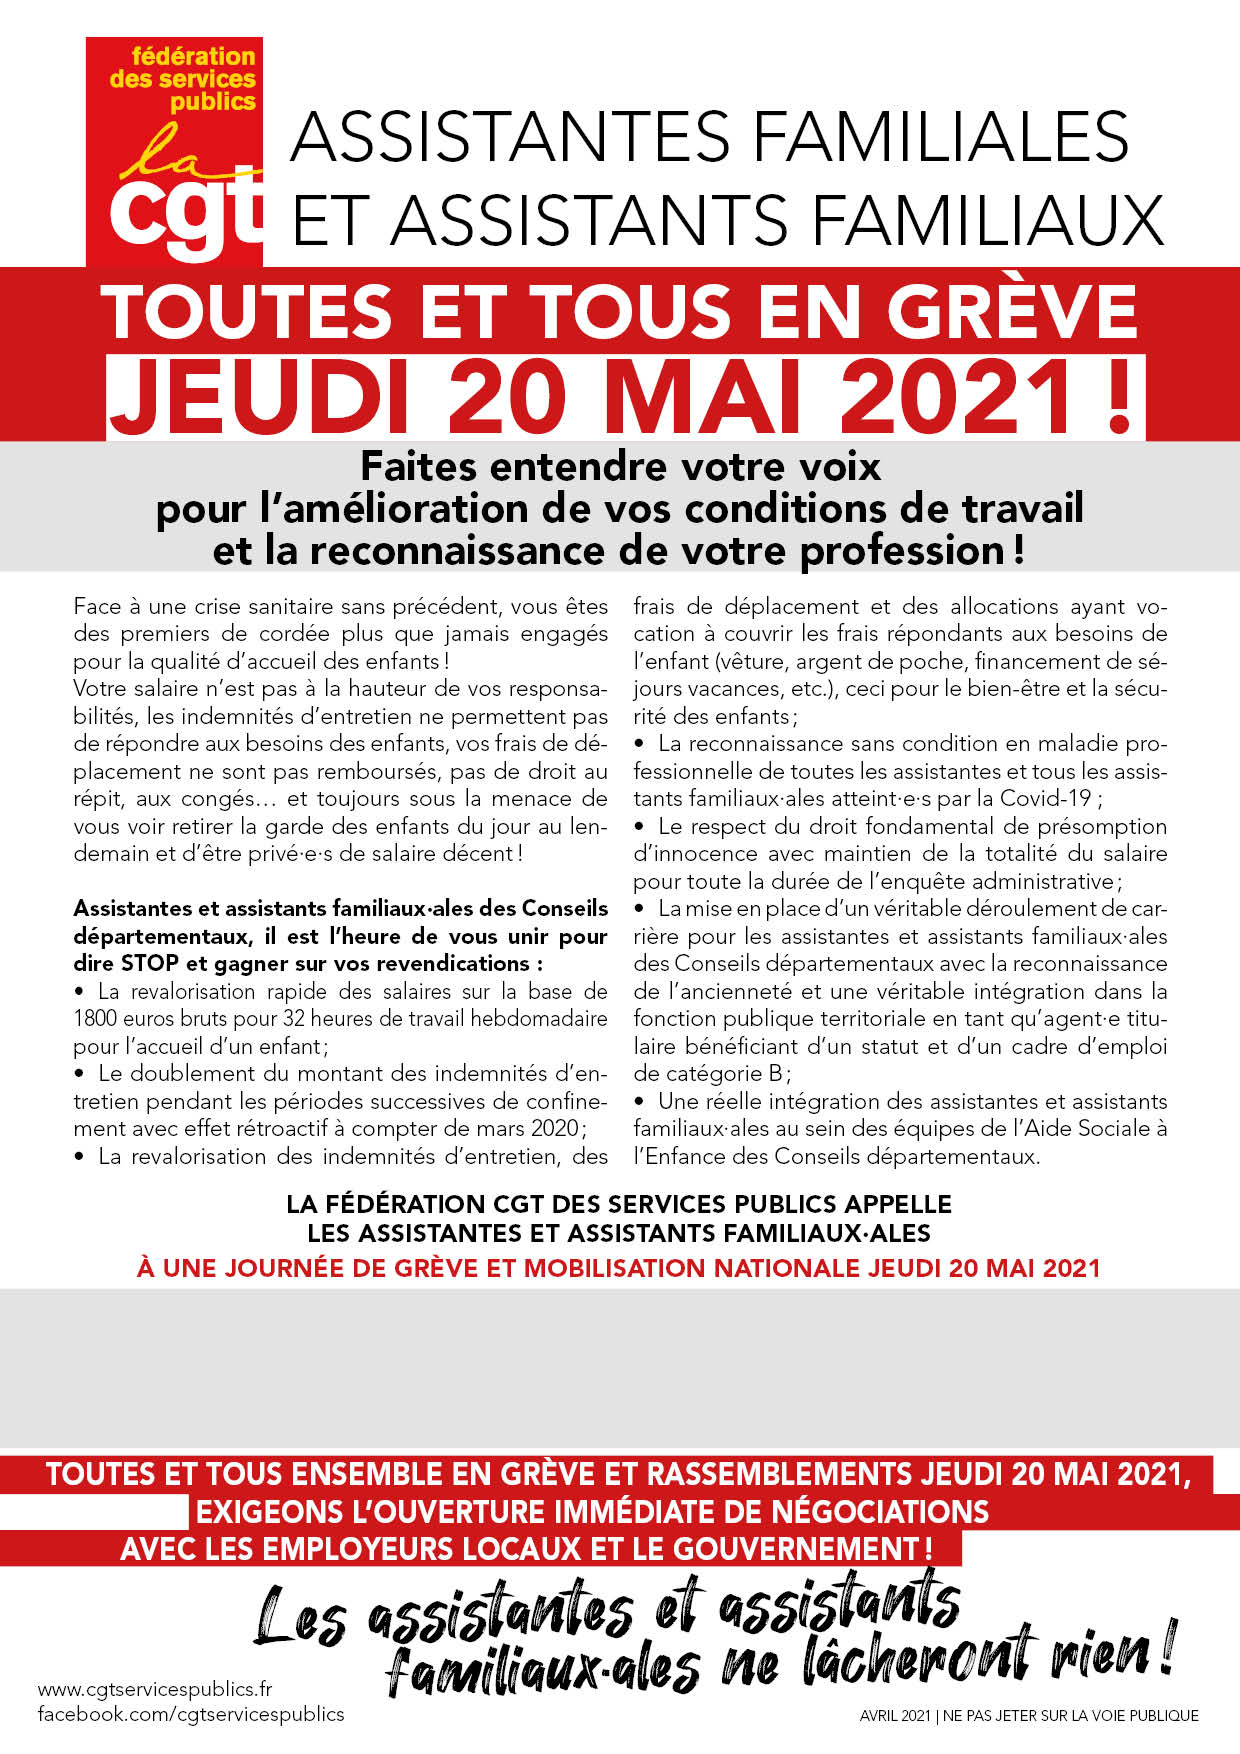 fédération
des services
publics
la
cgt
ASSISTANTES FAMILIALES
ET ASSISTANTS FAMILIAUX
TOUTES ET TOUS EN GRÈVE
JEUDI 20 MAI 2021 !
Faites entendre votre voix
pour l’amélioration de vos conditions de travail
et la reconnaissance de votre profession !
Face à une crise sanitaire sans précédent, vous êtes
des premiers de cordée plus que jamais engagés
pour la qualité d’accueil des enfants !
Votre salaire n’est pas à la hauteur de vos responsa-
bilités, les indemnités d’entretien ne permettent pas
de répondre aux besoins des enfants, vos frais de dé-
placement ne sont pas remboursés, pas de droit au
répit, aux congés… et toujours sous la menace de
vous voir retirer la garde des enfants du jour au len-
demain et d’être privé·e·s de salaire décent !
Assistantes et assistants familiaux·ales des Conseils
départementaux, il est l’heure de vous unir pour
dire STOP et gagner sur vos revendications :
• La revalorisation rapide des salaires sur la base de
1800 euros bruts pour 32 heures de travail hebdomadaire
pour l’accueil d’un enfant ;
• Le doublement du montant des indemnités d’en-
tretien pendant les périodes successives de confine-
ment avec effet rétroactif à compter de mars 2020 ;
• La revalorisation des indemnités d’entretien, des
frais de déplacement et des allocations ayant vo-
cation à couvrir les frais répondants aux besoins de
l’enfant (vêture, argent de poche, financement de sé-
jours vacances, etc.), ceci pour le bien-être et la sécu-
rité des enfants ;
• La reconnaissance sans condition en maladie pro-
fessionnelle de toutes les assistantes et tous les assis-
tants familiaux·ales atteint·e·s par la Covid-19 ;
• Le respect du droit fondamental de présomption
d’innocence avec maintien de la totalité du salaire
pour toute la durée de l’enquête administrative ;
• La mise en place d’un véritable déroulement de car-
rière pour les assistantes et assistants familiaux·ales
des Conseils départementaux avec la reconnaissance
de l’ancienneté et une véritable intégration dans la
fonction publique territoriale en tant qu’agent·e titu-
laire bénéficiant d’un statut et d’un cadre d’emploi
de catégorie B ;
• Une réelle intégration des assistantes et assistants
familiaux·ales au sein des équipes de l’Aide Sociale à
l’Enfance des Conseils départementaux.
LA FÉDÉRATION CGT DES SERVICES PUBLICS APPELLE
LES ASSISTANTES ET ASSISTANTS FAMILIAUX·ALES
À UNE JOURNÉE DE GRÈVE ET MOBILISATION NATIONALE JEUDI 20 MAI 2021
TOUTES ET TOUS ENSEMBLE EN GRÈVE ET RASSEMBLEMENTS JEUDI 20 MAI 2021,
EXIGEONS L’OUVERTURE IMMÉDIATE DE NÉGOCIATIONS
AVEC LES EMPLOYEURS LOCAUX ET LE GOUVERNEMENT !
Les assistantes et assistants
familiaux·ales ne lâcheront rien !
www.cgtservicespublics.fr
facebook.com/cgtservicespublics
AVRIL 2021 | NE PAS JETER SUR LA VOIE PUBLIQUE